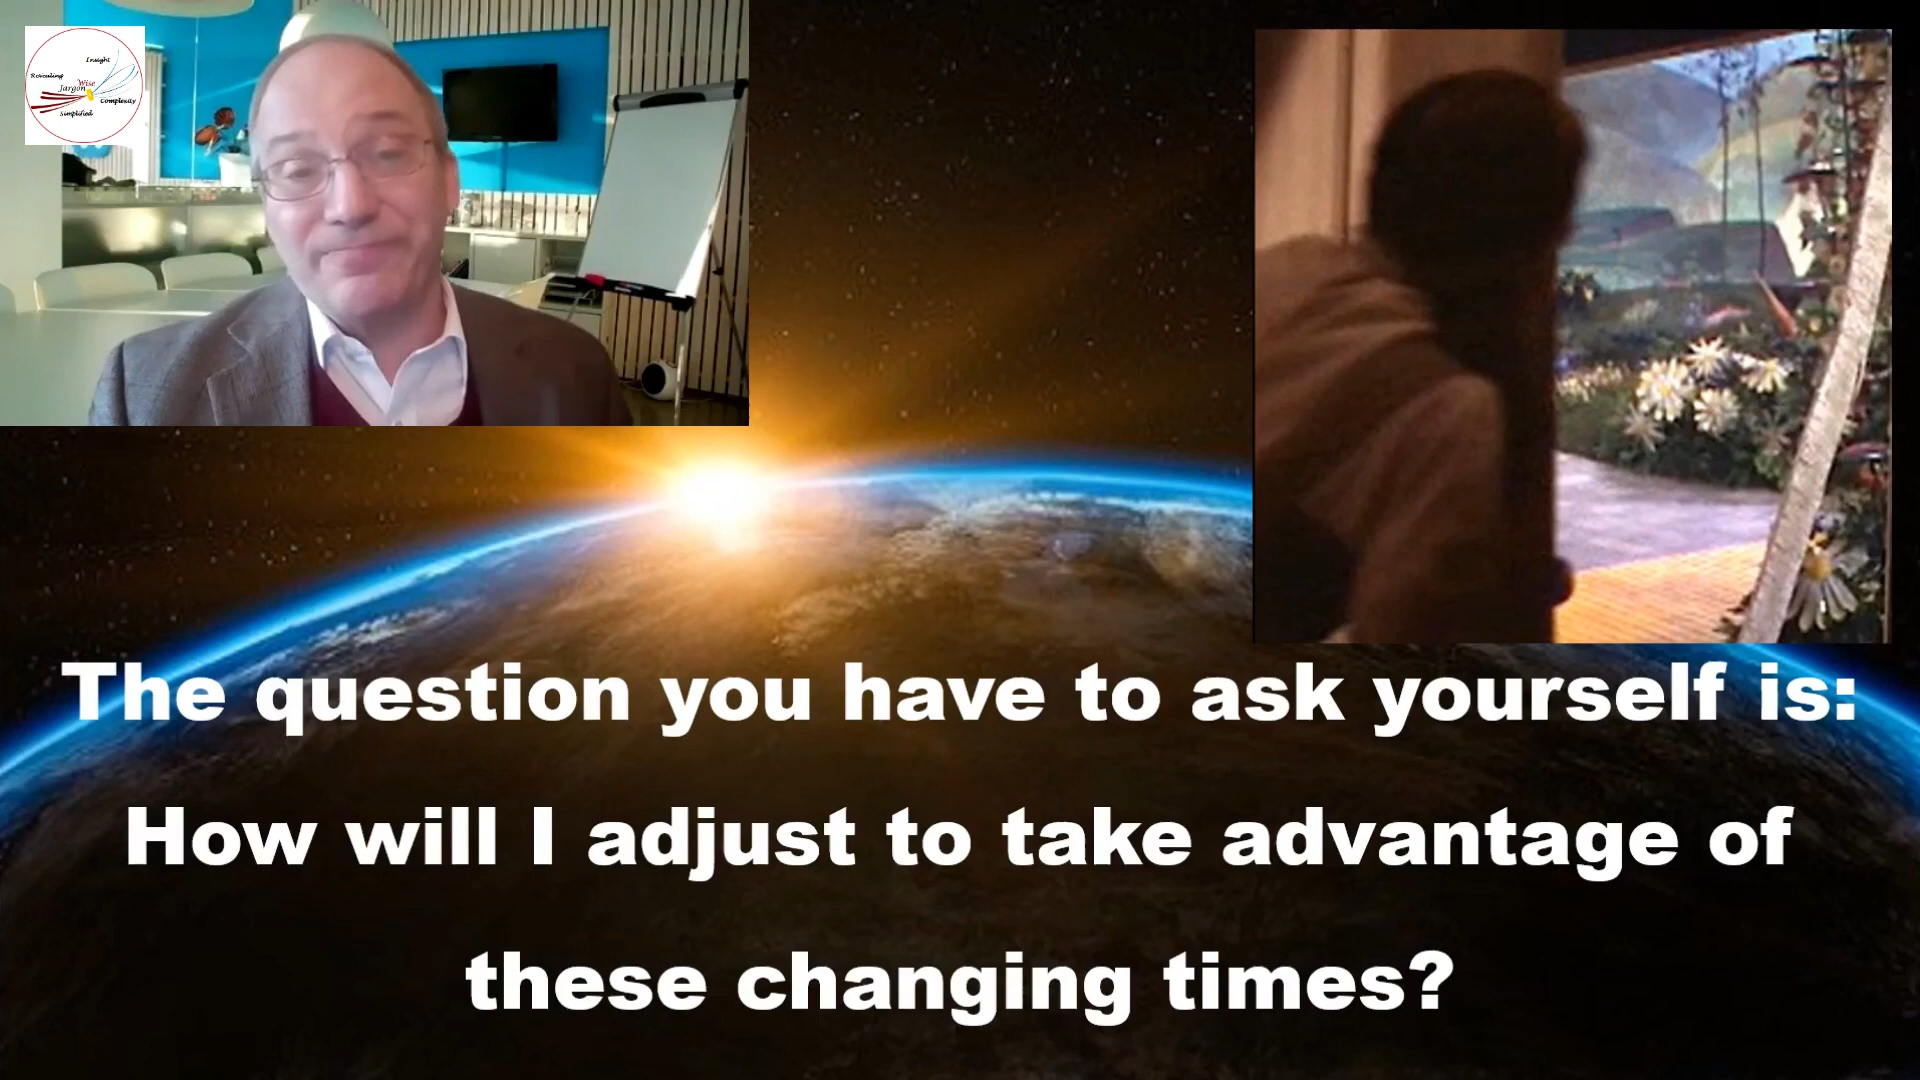 Insight
Revealing
Wise
Jargon
Complexity
Simplified
The question you have to ask yourself is:
How will I adjust to take advantage of
these changing times?